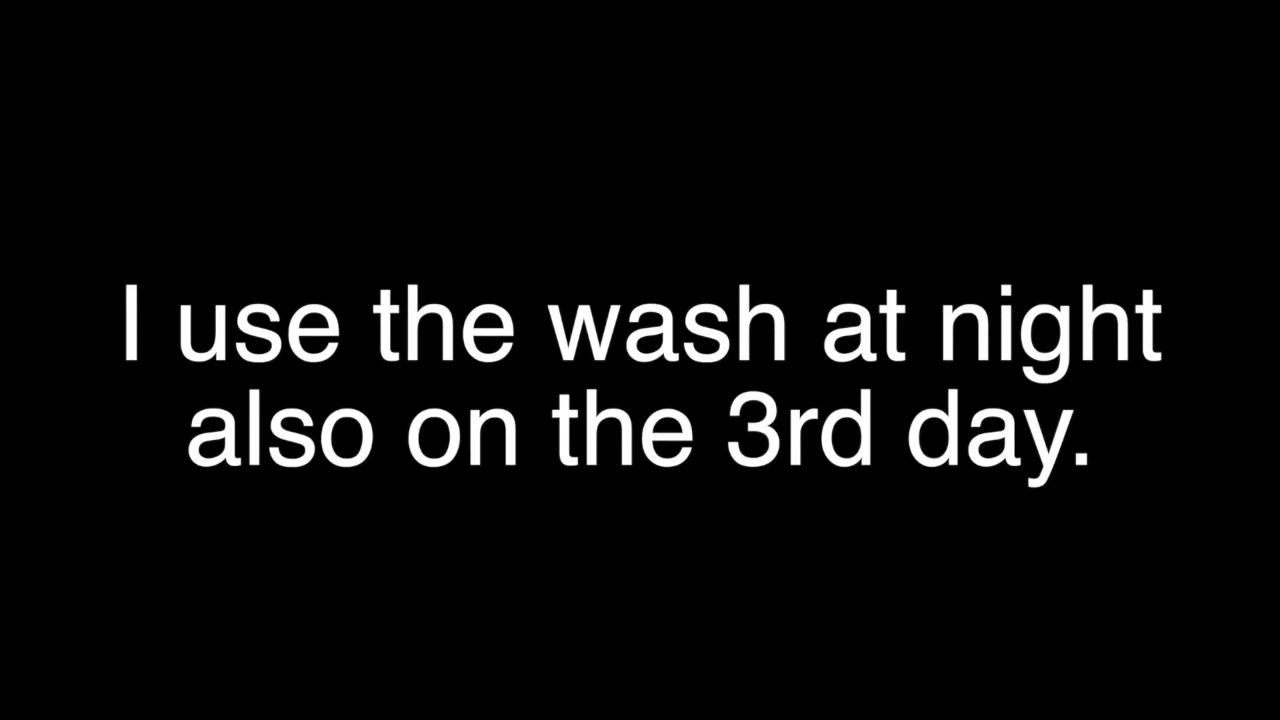 I use the wash at night
also on the 3rd day.